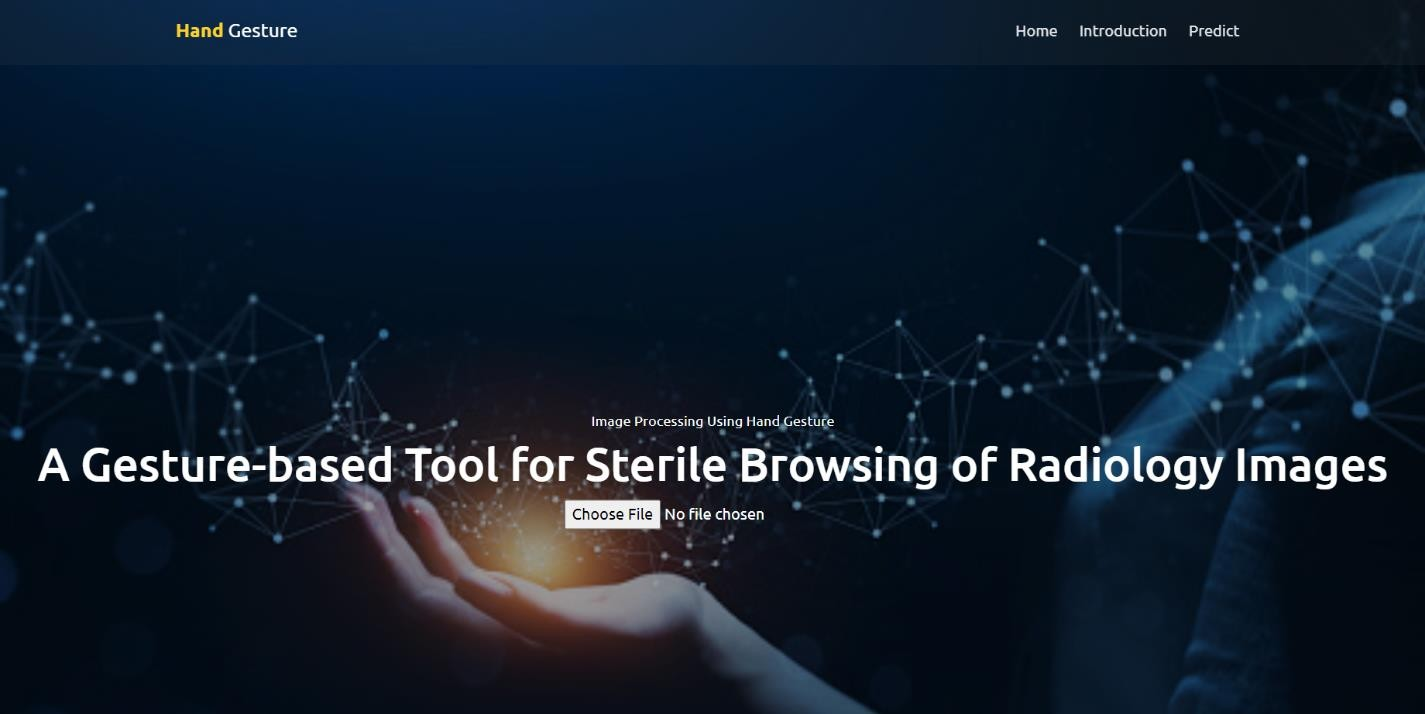 Hand Gesture
Home Introduction Predict
Image Processing Using Hand Gesture
A Gesture-based Tool for Sterile Browsing of Radiology Images
Choose File No file chosen